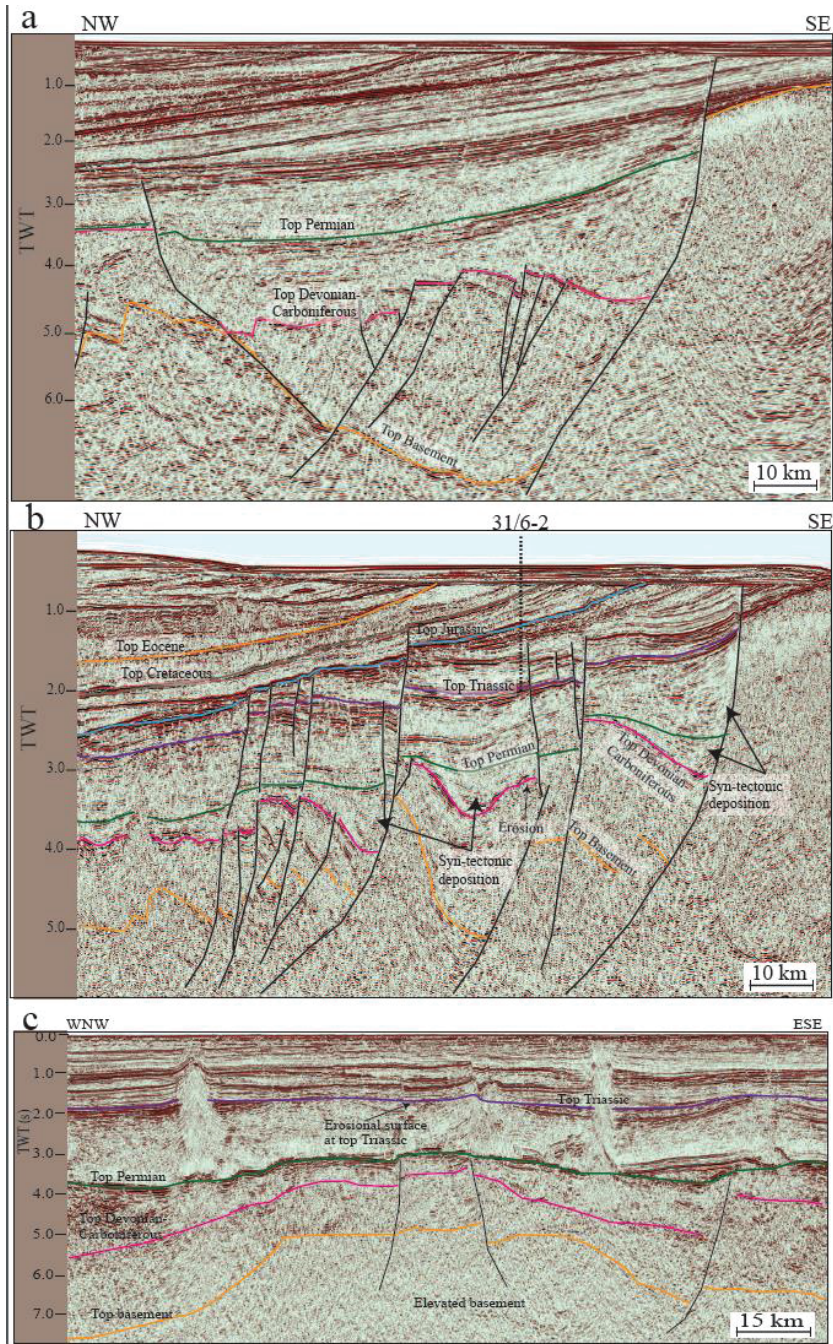 a
NW
SE
1.0
2.0
3.0
TWT
Top Permian
4.0
Top Devonian-
Carboniferous
5.0
6.0
Top Basement
10 km
b
NW
31/6-2
SE
1.0
Top Jurassic
Top Eocene
Top Cretaceous
2.0
Top Triassic
TWT
Top Permian
Top Devonian
Carboniferous
3.0
Syn-tectonic
deposition
Erosion
Top Basement
4.0
Syn-tectonic
deposition
5.0
10 km
c
WNW
ESE
0.0
1.0
Top Triassic
2.0
TWT(s)
Erosional surface
at top Triassic
3.0
Top Permian
4.0
Top Devonian-
Carboniferous
5.0
6.0
Elevated basement
Top basement
7.0
15 km